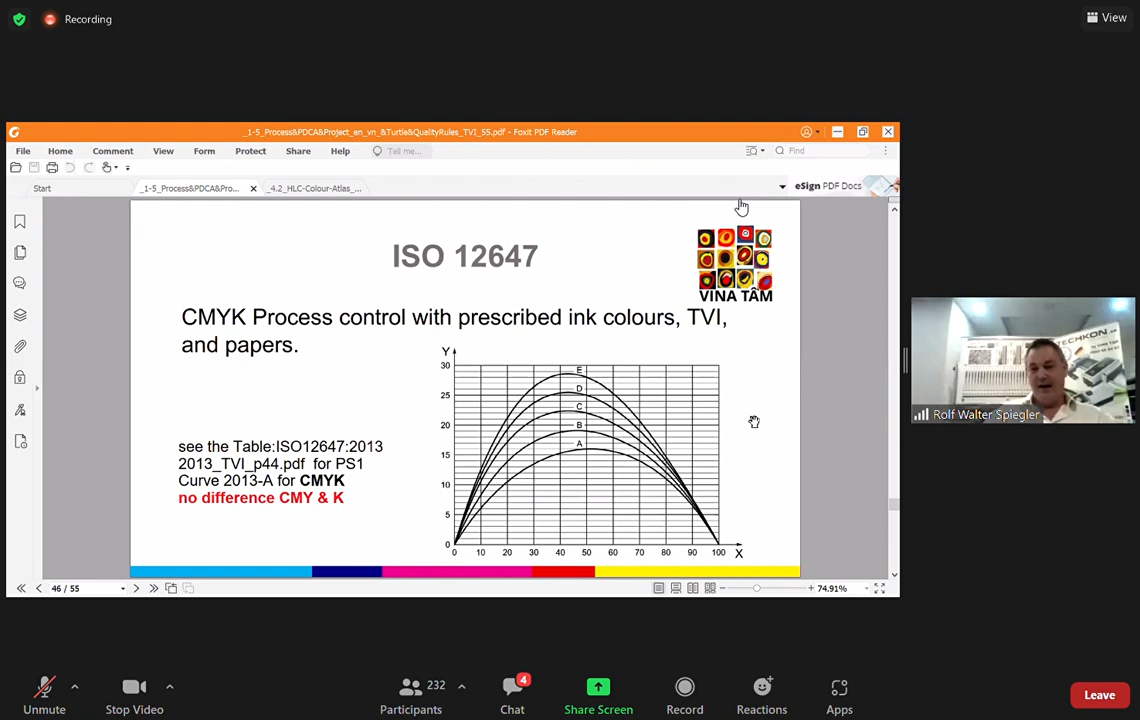 Recording
View
_1-5_Process&PDCA&Project_en_vn_&Turtle&QualityRules_TVI_55.pdf - Foxit PDF Reader
File Home Comment View Form Protect Share Help Tell me... Find
Start _1-5_Process&PDCA&Pro... _4.2_HLC-Colour-Atlas_... eSign PDF Docs
ISO 12647
VINA TÂM
CMYK Process control with prescribed ink colours, TVI,
and papers.
see the Table:ISO12647:2013
2013_TVI_p44.pdf for PS1
Curve 2013-A for CMYK
no difference CMY & K
Y
30
25
20
15
10
5
0
E
D
C
B
A
0 10 20 30 40 50 60 70 80 90 100 X
TECHKON
Rolf Walter Spiegler
46 / 55
74.91%
Unmute
Stop Video
232
Participants
4
Chat
Share Screen
Record
Reactions
Apps
Leave